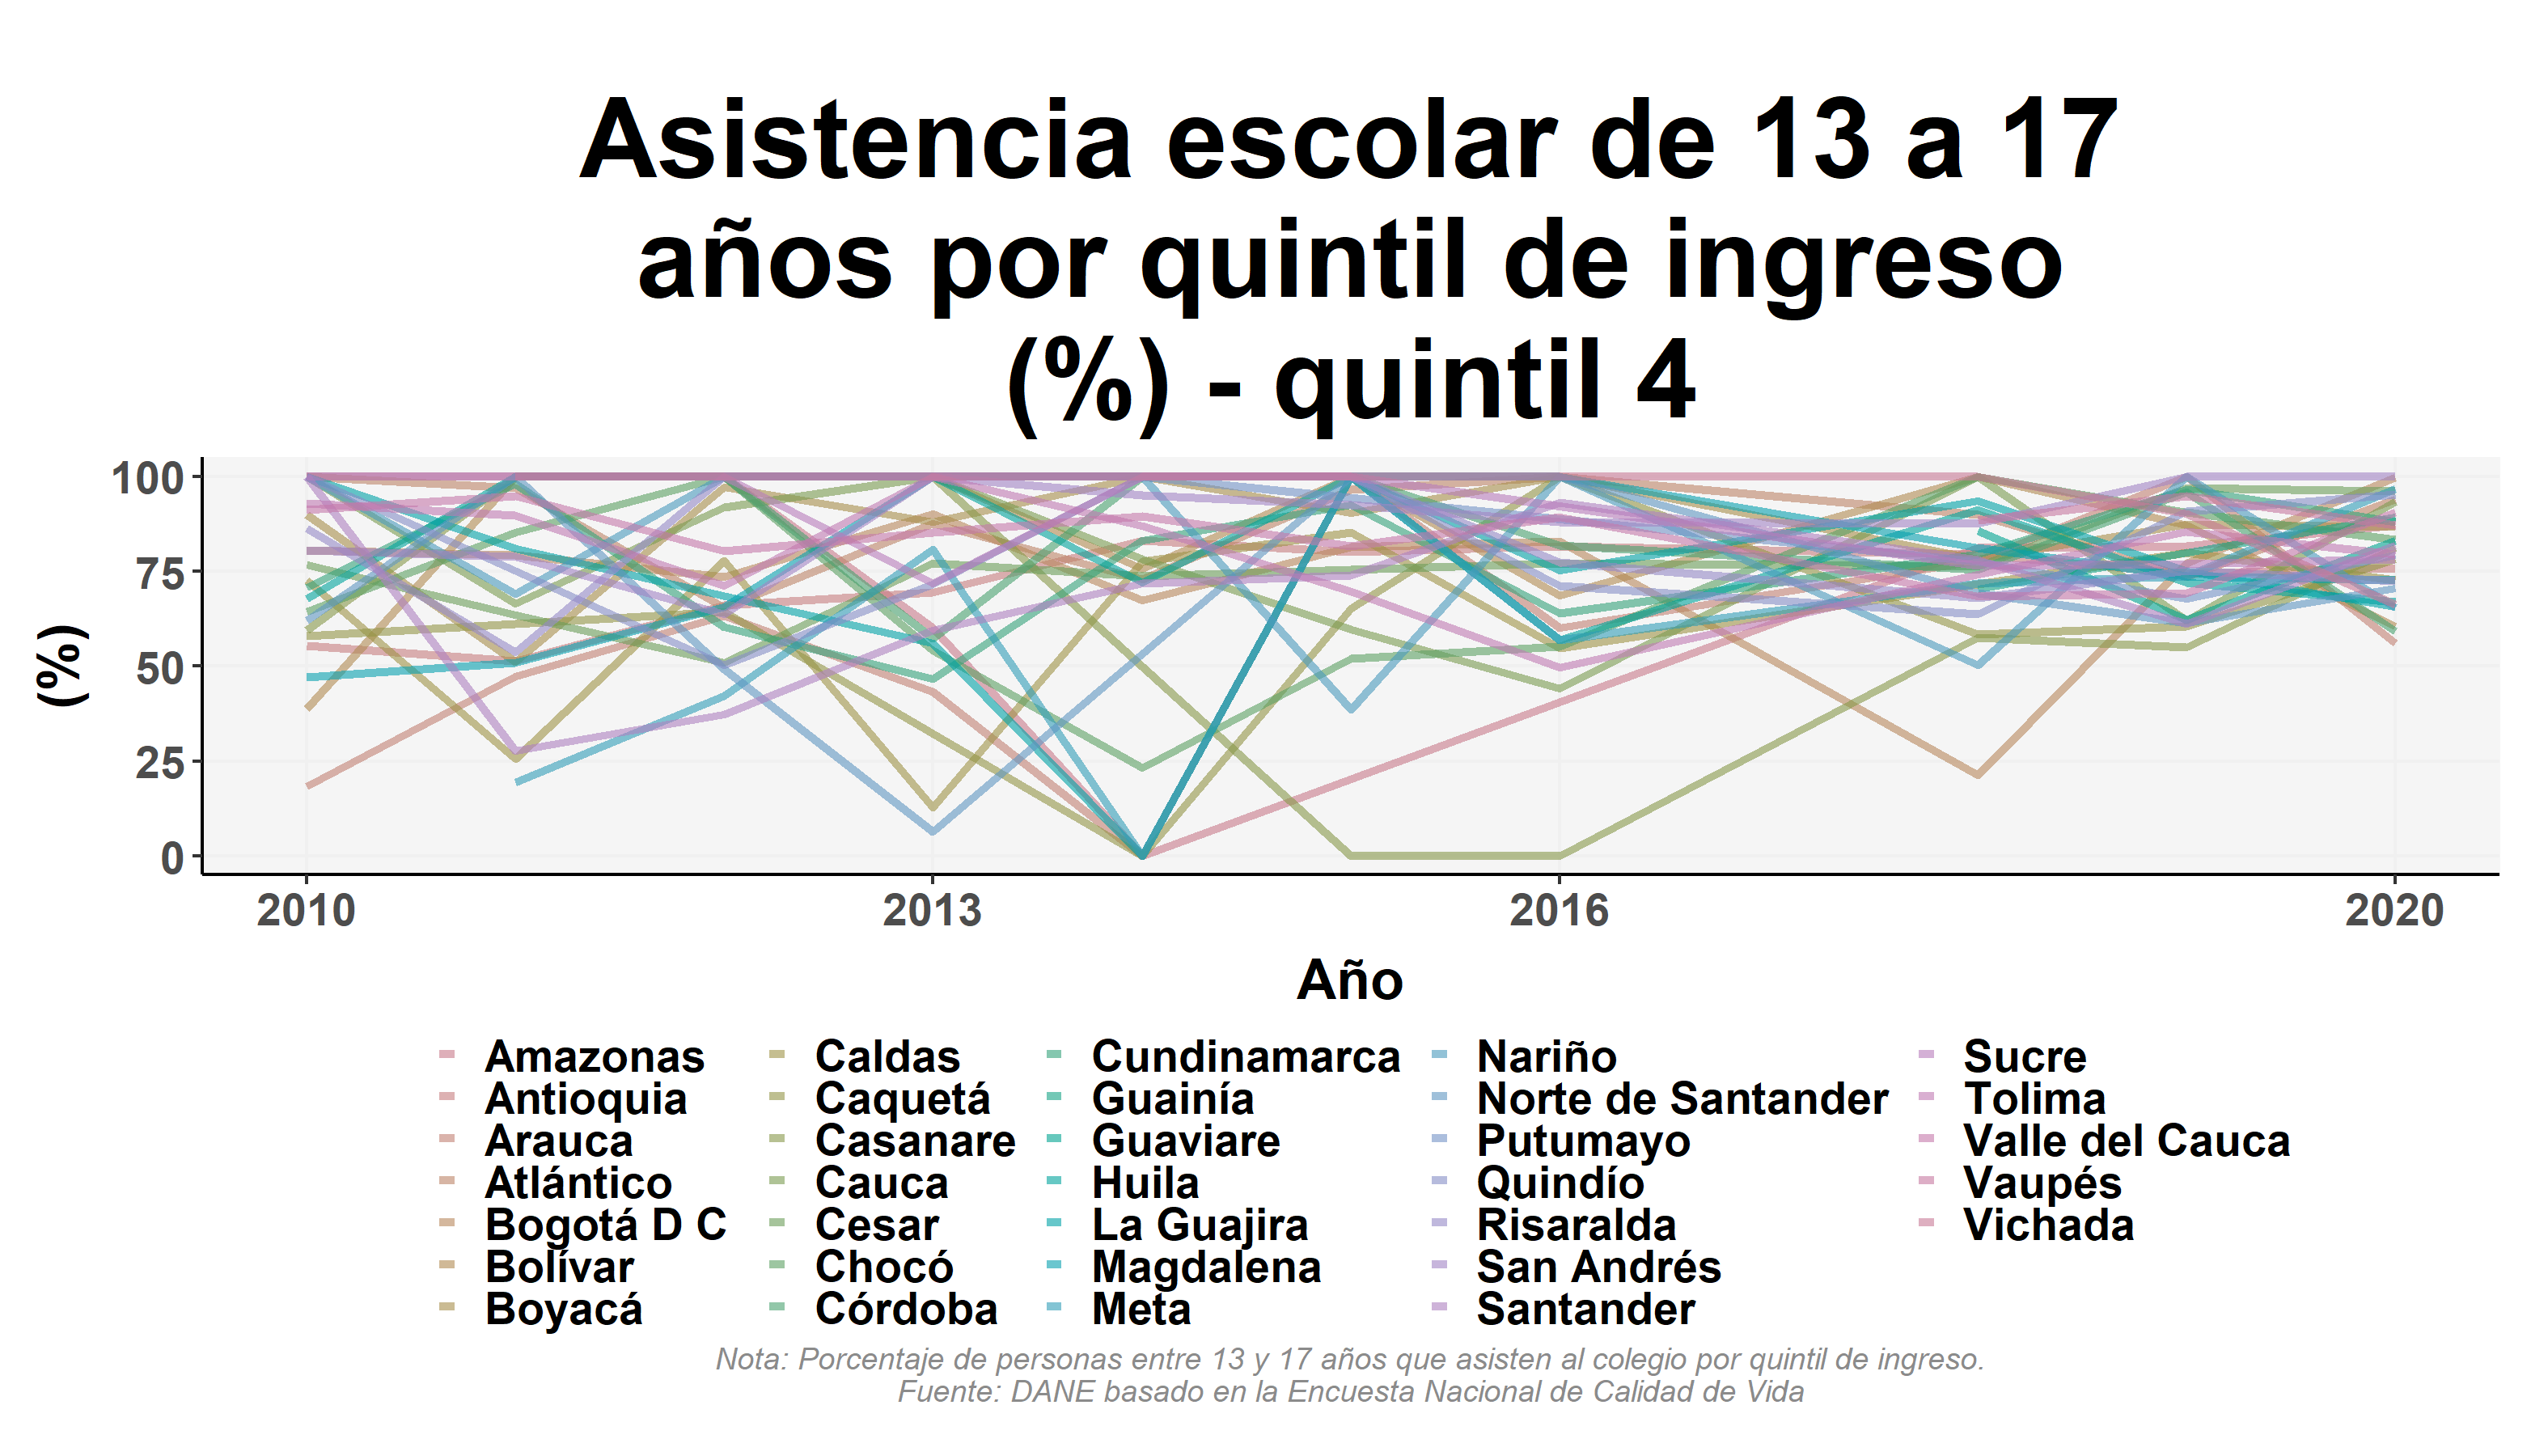 Asistencia escolar de 13 a 17
años por quintil de ingreso
(%) - quintil 4
(%)
100
75
50
25
0
2010
2013
2016
2020
Año
Amazonas
Antioquia
Arauca
Atlántico
Bogotá D C
Bolívar
Boyacá
Caldas
Caquetá
Casanare
Cauca
Cesar
Chocó
Córdoba
Cundinamarca
Guainía
Guaviare
Huila
La Guajira
Magdalena
Meta
Nariño
Norte de Santander
Putumayo
Quindío
Risaralda
San Andrés
Santander
Sucre
Tolima
Valle del Cauca
Vaupés
Vichada
Nota: Porcentaje de personas entre 13 y 17 años que asisten al colegio por quintil de ingreso.
Fuente: DANE basado en la Encuesta Nacional de Calidad de Vida